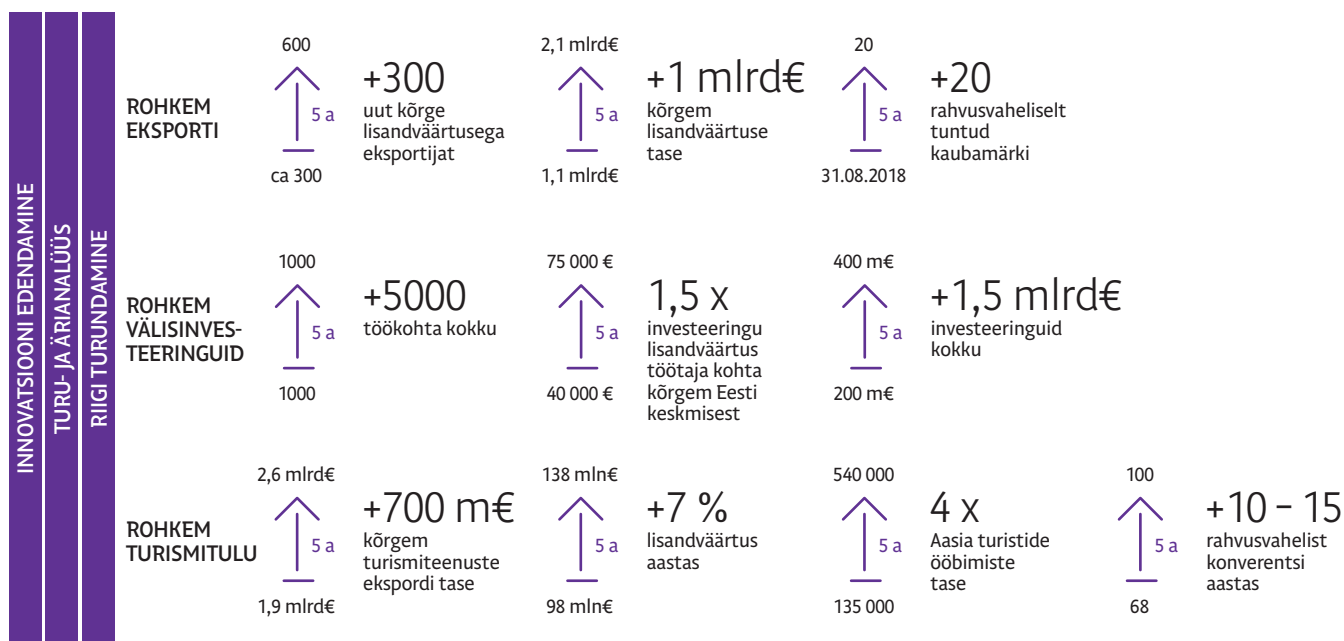 INNOVATSIOONI EDENDAMINE
TURU- JA ÄRIANALÜÜS
RIIGI TURUNDAMINE
ROHKEM
EKSPORTI
600
5 a
ca 300
+300
uut kõrge
lisandväärtusega
eksportijat
2,1 mlrd€
5 a
1,1 mlrd€
+1 mlrd€
kõrgem
lisandväärtuse
tase
20
5 a
31.08.2018
+20
rahvusvaheliselt
tuntud
kaubamärki
ROHKEM
VÄLISINVES-
TEERINGUID
1000
5 a
1000
+5000
töökohta kokku
75 000 €
5 a
40 000 €
1,5 x
investeeringu
lisandväärtus
töötaja kohta
kõrgem Eesti
keskmisest
400 m€
5 a
200 m€
+1,5 mlrd€
investeeringuid
kokku
ROHKEM
TURISMITULU
2,6 mlrd€
5 a
1,9 mlrd€
+700 m€
kõrgem
turismiteenuste
ekspordi tase
138 mln€
5 a
98 mln€
+7 %
lisandväärtus
aastas
540 000
5 a
135 000
4 x
Aasia turistide
ööbimiste
tase
100
5 a
68
+10 – 15
rahvusvahelist
konverentsi
aastas